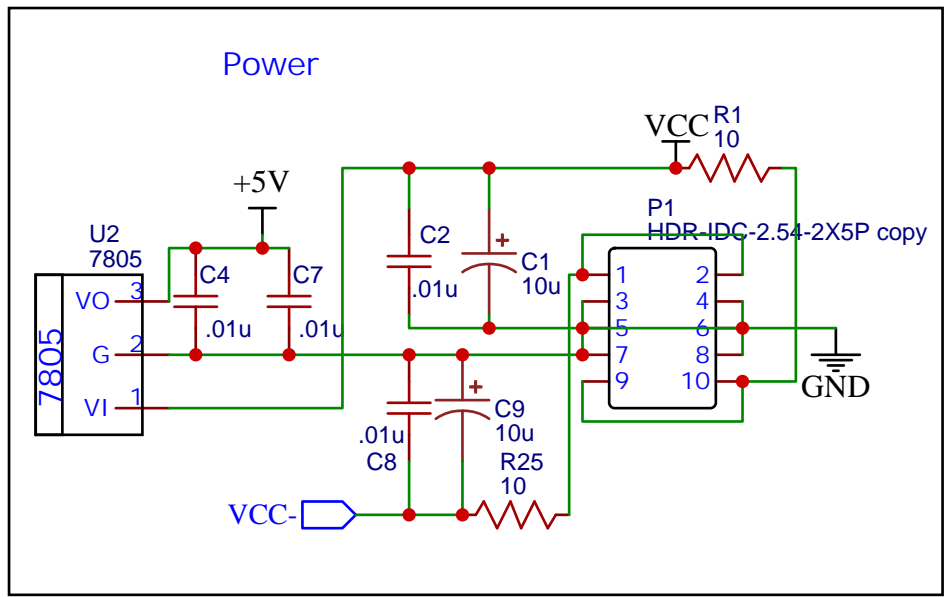 Power
VCC
R1
10
+5V
P1
HDR-IDC-2.54-2X5P copy
U2
7805
C4
.01u
C7
.01u
C2
.01u
+
C1
10u
7805
VO
3
G
2
VI
1
1
2
3
4
5
6
7
8
9
10
GND
.01u
C8
+
C9
10u
R25
10
VCC-